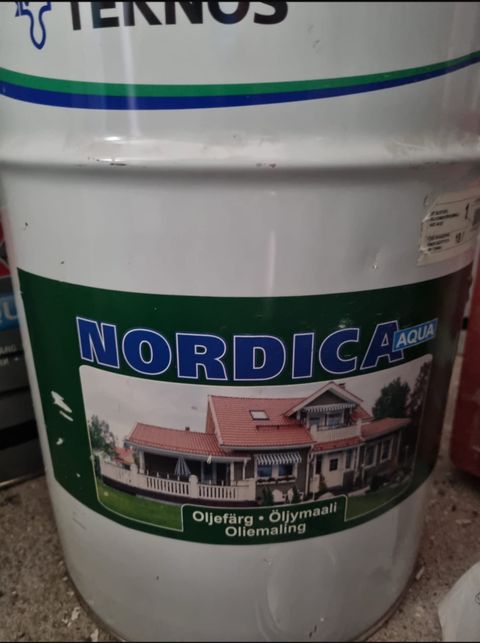 TEKNOS
NORDICA
AQUA
Oljefärg • Öljymaali
Oliemaling